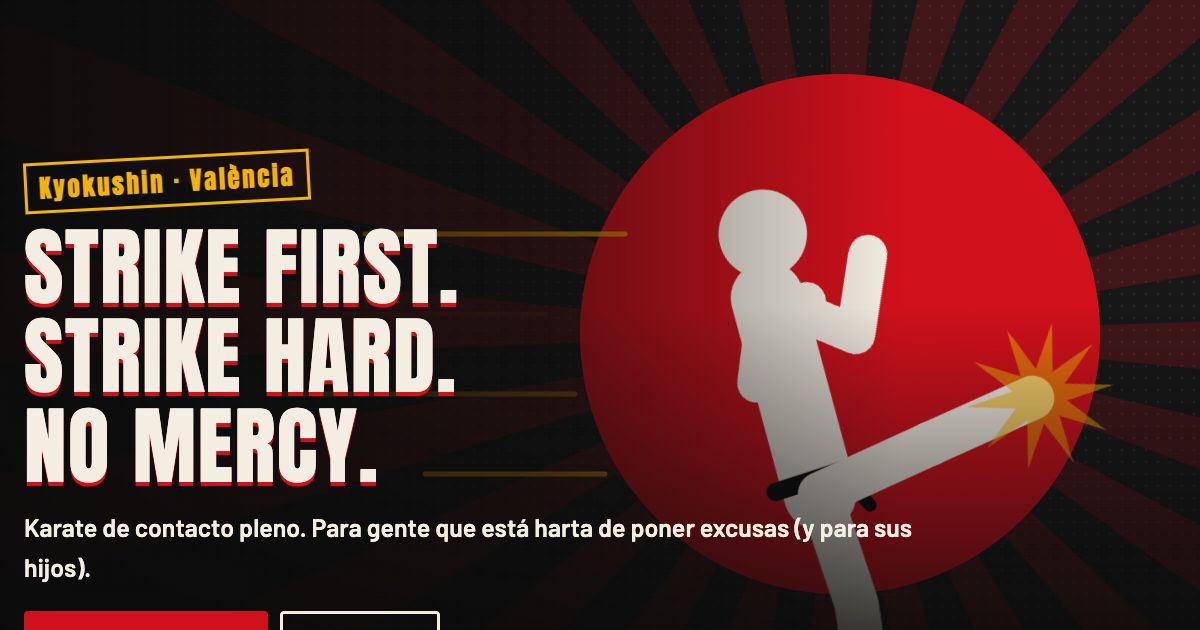 Kyokushin · València
STRIKE FIRST.
STRIKE HARD.
NO MERCY.
Karate de contacto pleno. Para gente que está harta de poner excusas (y para sus
hijos).